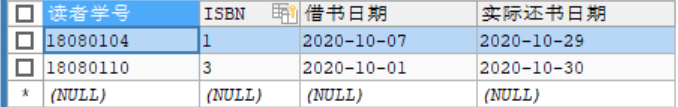 读者学号 ISBN 借书日期 实际还书日期
18080104 1 2020-10-07 2020-10-29
18080110 3 2020-10-01 2020-10-30
* (NULL) (NULL) (NULL) (NULL)